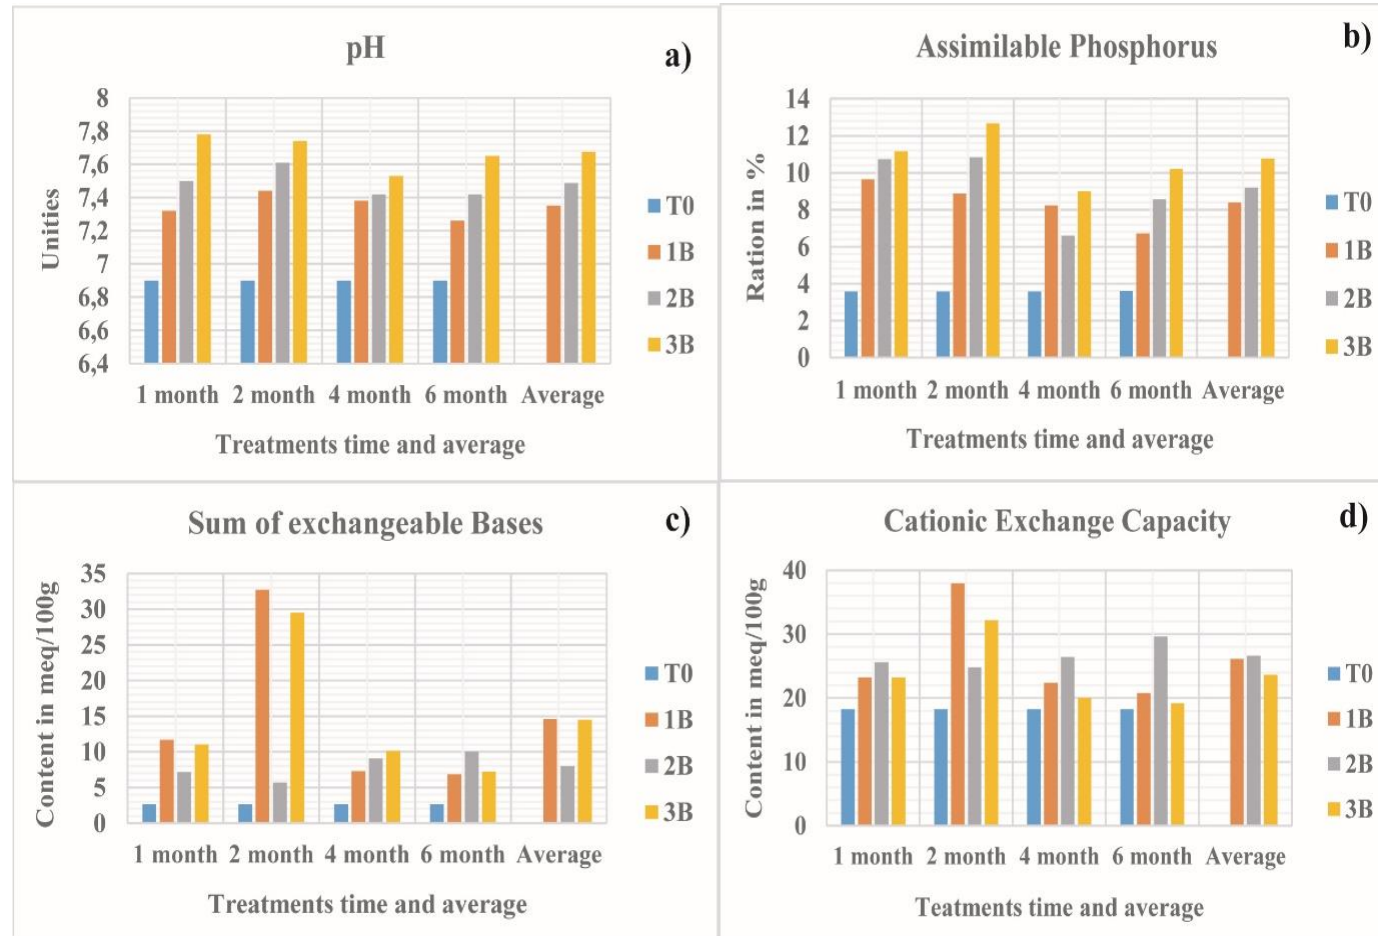 pH
a)
Unities
8
7,8
7,6
7,4
7,2
7
6,8
6,6
6,4
1 month 2 month 4 month 6 month Average
Treatments time and average
T0
1B
2B
3B
Assimilable Phosphorus
b)
Ration in %
14
12
10
8
6
4
2
0
1 month 2 month 4 month 6 month Average
Treatments time and average
T0
1B
2B
3B
Sum of exchangeable Bases
c)
Content in meq/100g
35
30
25
20
15
10
5
0
1 month 2 month 4 month 6 month Average
Treatments time and average
T0
1B
2B
3B
Cationic Exchange Capacity
d)
Content in meq/100g
40
30
20
10
0
1 month 2 month 4 month 6 month Average
Teatments time and average
T0
1B
2B
3B